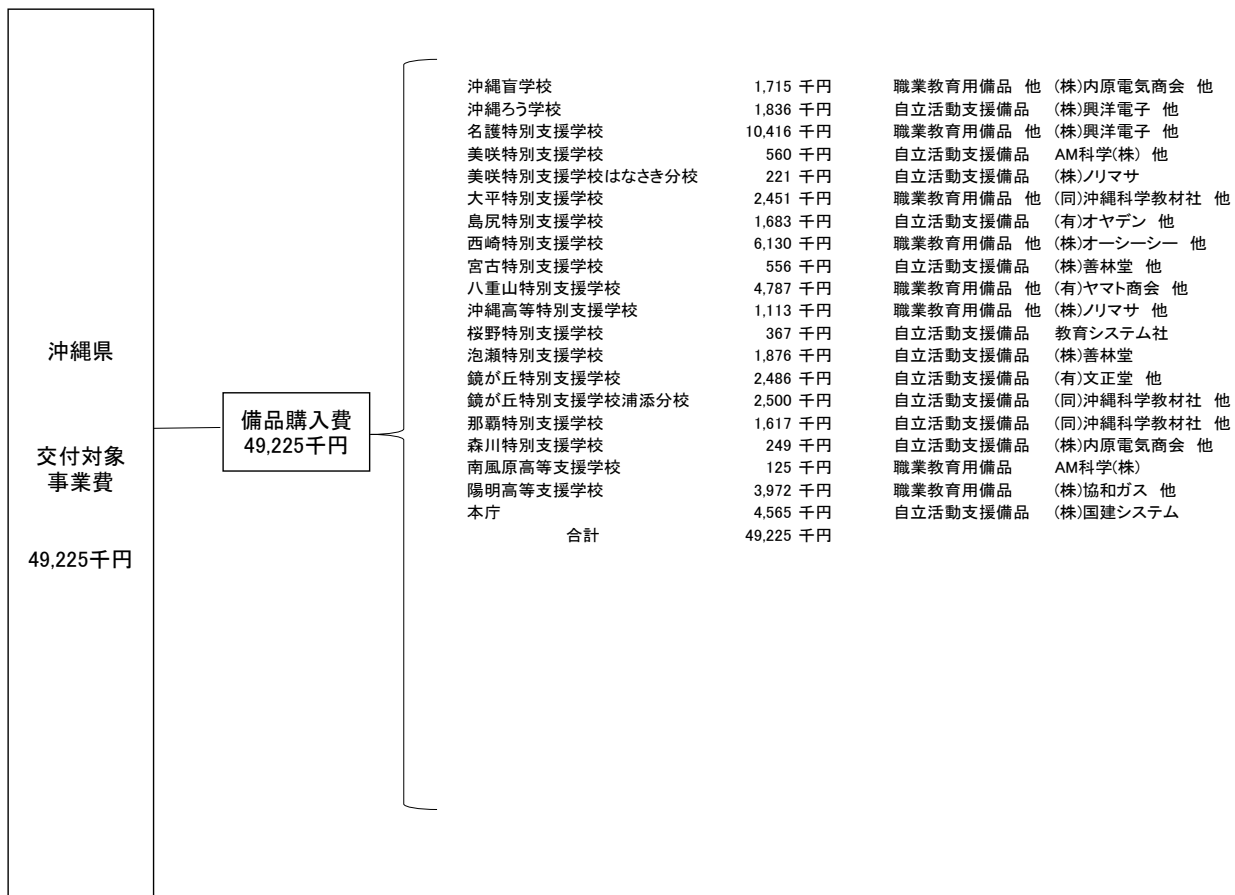 沖縄県
交付対象
事業費
49,225千円
備品購入費
49,225千円
沖縄盲学校 1,715 千円 職業教育用備品 他 (株)内原電気商会 他
沖縄ろう学校 1,836 千円 自立活動支援備品 (株)興洋電子 他
名護特別支援学校 10,416 千円 職業教育用備品 他 (株)興洋電子 他
美咲特別支援学校 560 千円 自立活動支援備品 AM科学(株) 他
美咲特別支援学校はなさき分校 221 千円 自立活動支援備品 (株)ノリマサ
大平特別支援学校 2,451 千円 職業教育用備品 他 (同)沖縄科学教材社 他
島尻特別支援学校 1,683 千円 自立活動支援備品 (有)オヤデン 他
西崎特別支援学校 6,130 千円 職業教育用備品 他 (株)オーシーシー 他
宮古特別支援学校 556 千円 自立活動支援備品 (株)善林堂 他
八重山特別支援学校 4,787 千円 職業教育用備品 他 (有)ヤマト商会 他
沖縄高等特別支援学校 1,113 千円 職業教育用備品 他 (株)ノリマサ 他
桜野特別支援学校 367 千円 自立活動支援備品 教育システム社
泡瀬特別支援学校 1,876 千円 自立活動支援備品 (株)善林堂
鏡が丘特別支援学校 2,486 千円 自立活動支援備品 (有)文正堂 他
鏡が丘特別支援学校浦添分校 2,500 千円 自立活動支援備品 (同)沖縄科学教材社 他
那覇特別支援学校 1,617 千円 自立活動支援備品 (同)沖縄科学教材社 他
森川特別支援学校 249 千円 自立活動支援備品 (株)内原電気商会 他
南風原高等支援学校 125 千円 職業教育用備品 AM科学(株)
陽明高等支援学校 3,972 千円 職業教育用備品 (株)協和ガス 他
本庁 4,565 千円 自立活動支援備品 (株)国建システム
合計 49,225 千円